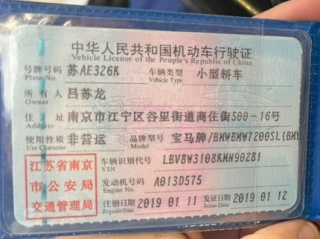 中华人民共和国机动车行驶证
Vehicle License of the People's Republic of China
号牌号码 苏AE326K 车辆类型 小型轿车
Plate No. Vehicle Type
所有人 吕苏龙
Owner
住址 南京市江宁区谷里街道商住街500-16号
Address
使用性质 非营运 品牌型号 宝马牌/BMWBMW7200SL(BM
Use Character Model
江苏省南京
市公安局
交通管理局
车辆识别代号 LBV8W3108KMW90281
VIN
发动机号码 A013D575
Engine No.
注册日期 2019 01 11 发证日期 2019 01 12
Register Date Issue Date